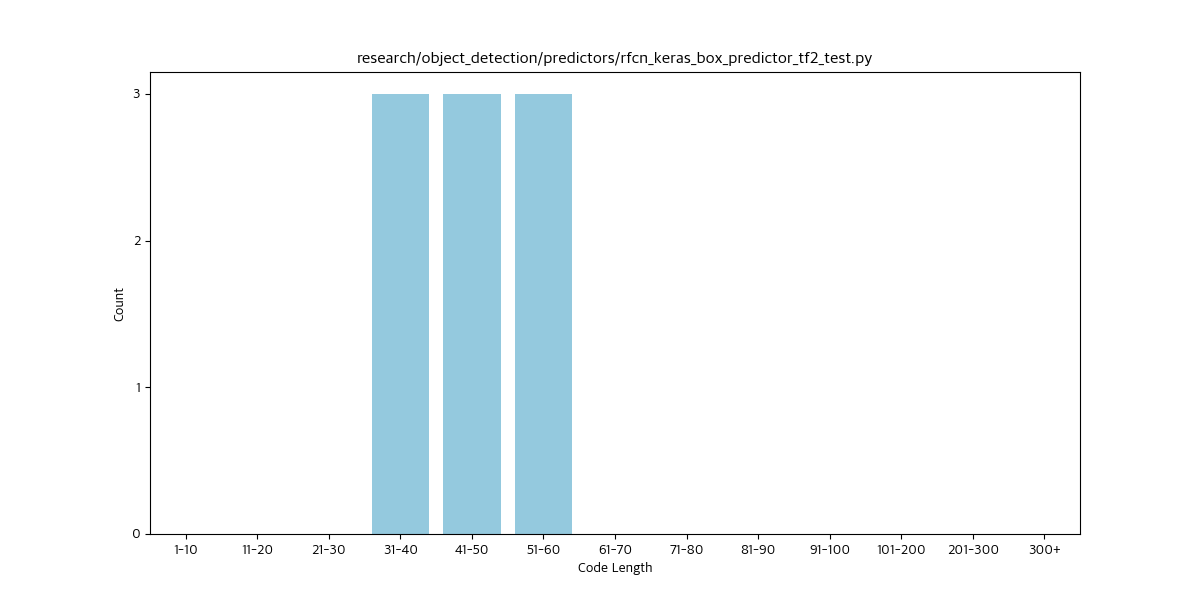 research/object_detection/predictors/rfcn_keras_box_predictor_tf2_test.py
Count
3
2
1
0
1-10 11-20 21-30 31-40 41-50 51-60 61-70 71-80 81-90 91-100 101-200 201-300 300+
Code Length